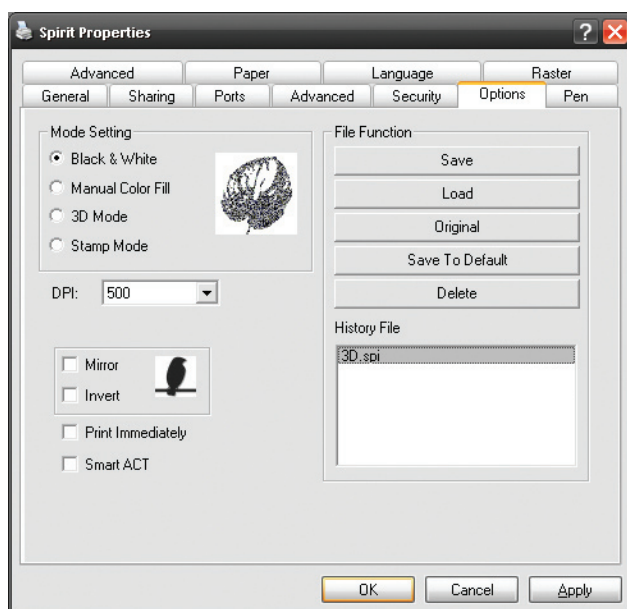 Spirit Properties
Advanced Paper Language Raster
General Sharing Ports Advanced Security Options Pen
Mode Setting
Black & White
Manual Color Fill
3D Mode
Stamp Mode
DPI: 500
Mirror
Invert
Print Immediately
Smart ACT
File Function
Save
Load
Original
Save To Default
Delete
History File
3D.spi
OK Cancel Apply